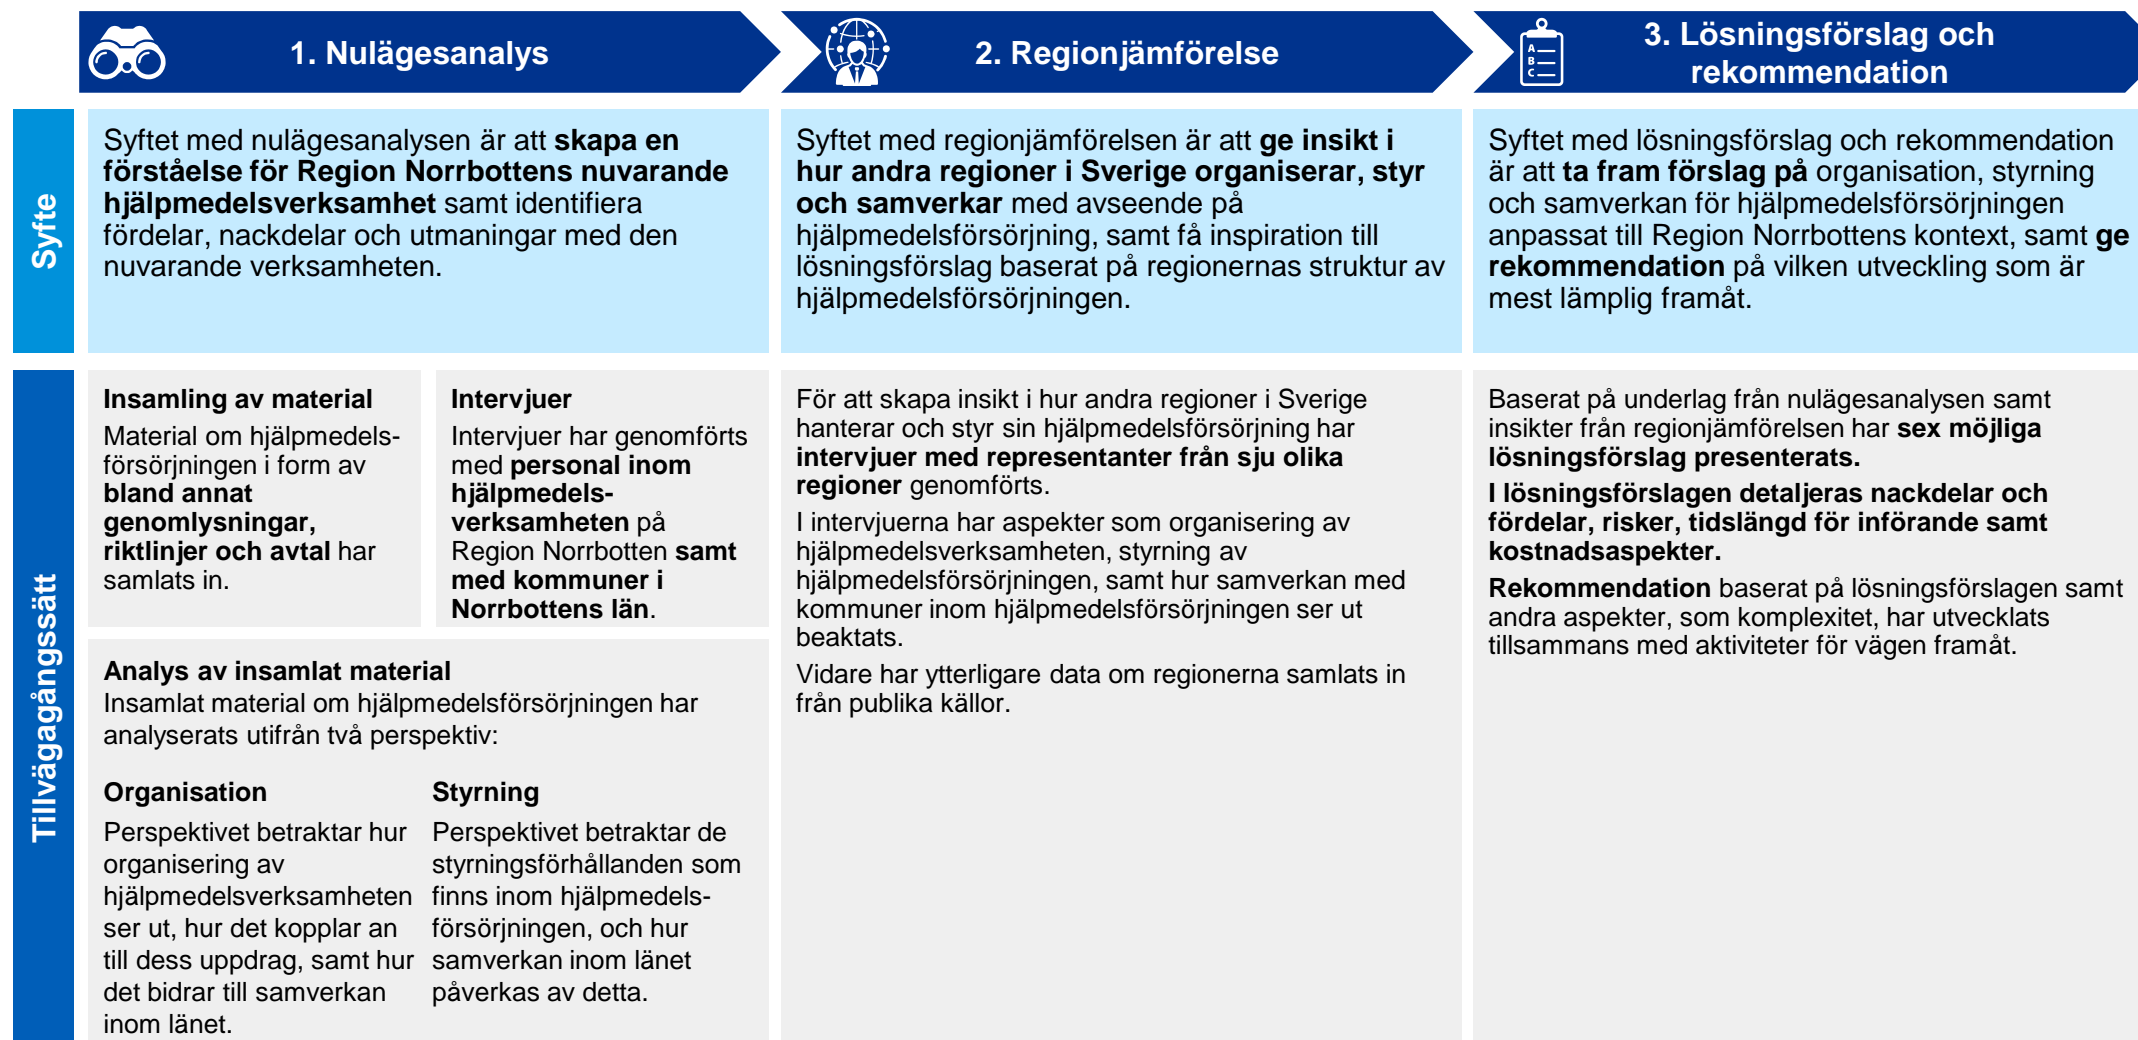 1. Nulägesanalys
2. Regionjämförelse
A
B
C
3. Lösningsförslag och
rekommendation
Syfte
Syftet med nulägesanalysen är att skapa en
förståelse för Region Norrbottens nuvarande
hjälpmedelsverksamhet samt identifiera
fördelar, nackdelar och utmaningar med den
nuvarande verksamheten.
Syftet med regionjämförelsen är att ge insikt i
hur andra regioner i Sverige organiserar, styr
och samverkar med avseende på
hjälpmedelsförsörjning, samt få inspiration till
lösningsförslag baserat på regionernas struktur av
hjälpmedelsförsörjningen.
Syftet med lösningsförslag och rekommendation
är att ta fram förslag på organisation, styrning
och samverkan för hjälpmedelsförsörjningen
anpassat till Region Norrbottens kontext, samt ge
rekommendation på vilken utveckling som är
mest lämplig framåt.
Tillvägagångssätt
Insamling av material
Material om hjälpmedels-
försörjningen i form av
bland annat
genomlysningar,
riktlinjer och avtal har
samlats in.
Intervjuer
Intervjuer har genomförts
med personal inom
hjälpmedels-
verksamheten på
Region Norrbotten samt
med kommuner i
Norrbottens län.
Analys av insamlat material
Insamlat material om hjälpmedelsförsörjningen har
analyserats utifrån två perspektiv:
Organisation
Perspektivet betraktar hur
organisering av
hjälpmedelsverksamheten
ser ut, hur det kopplar an
till dess uppdrag, samt hur
det bidrar till samverkan
inom länet.
Styrning
Perspektivet betraktar de
styrningsförhållanden som
finns inom hjälpmedels-
försörjningen, och hur
samverkan inom länet
påverkas av detta.
För att skapa insikt i hur andra regioner i Sverige
hanterar och styr sin hjälpmedelsförsörjning har
intervjuer med representanter från sju olika
regioner genomförts.
I intervjuerna har aspekter som organisering av
hjälpmedelsverksamheten, styrning av
hjälpmedelsförsörjningen, samt hur samverkan med
kommuner inom hjälpmedelsförsörjningen ser ut
beaktats.
Vidare har ytterligare data om regionerna samlats in
från publika källor.
Baserat på underlag från nulägesanalysen samt
insikter från regionjämförelsen har sex möjliga
lösningsförslag presenterats.
I lösningsförslagen detaljeras nackdelar och
fördelar, risker, tidslängd för införande samt
kostnadsaspekter.
Rekommendation baserat på lösningsförslagen samt
andra aspekter, som komplexitet, har utvecklats
tillsammans med aktiviteter för vägen framåt.